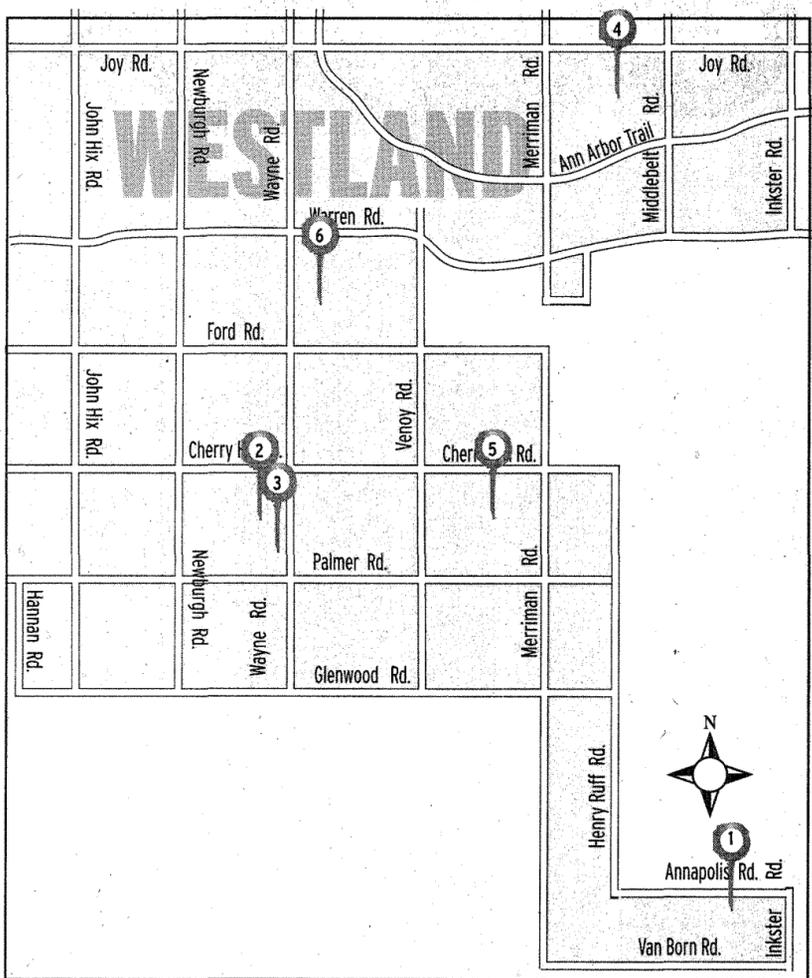 4
Joy Rd.
Joy Rd.
WESTLAND
John Hix Rd.
Newburgh Rd.
Wayne Rd.
Merriman Rd.
Ann Arbor Trail
Middlebelt Rd.
Inkster Rd.
Warren Rd.
6
Ford Rd.
John Hix Rd.
Venoy Rd.
Cherry
2
Rd.
5
3
Palmer Rd.
Hannan Rd.
Newburgh Rd.
Wayne Rd.
Merriman Rd.
Glenwood Rd.
N
Henry Ruff Rd.
1
Annapolis Rd.
Inkster Rd.
Van Born Rd.